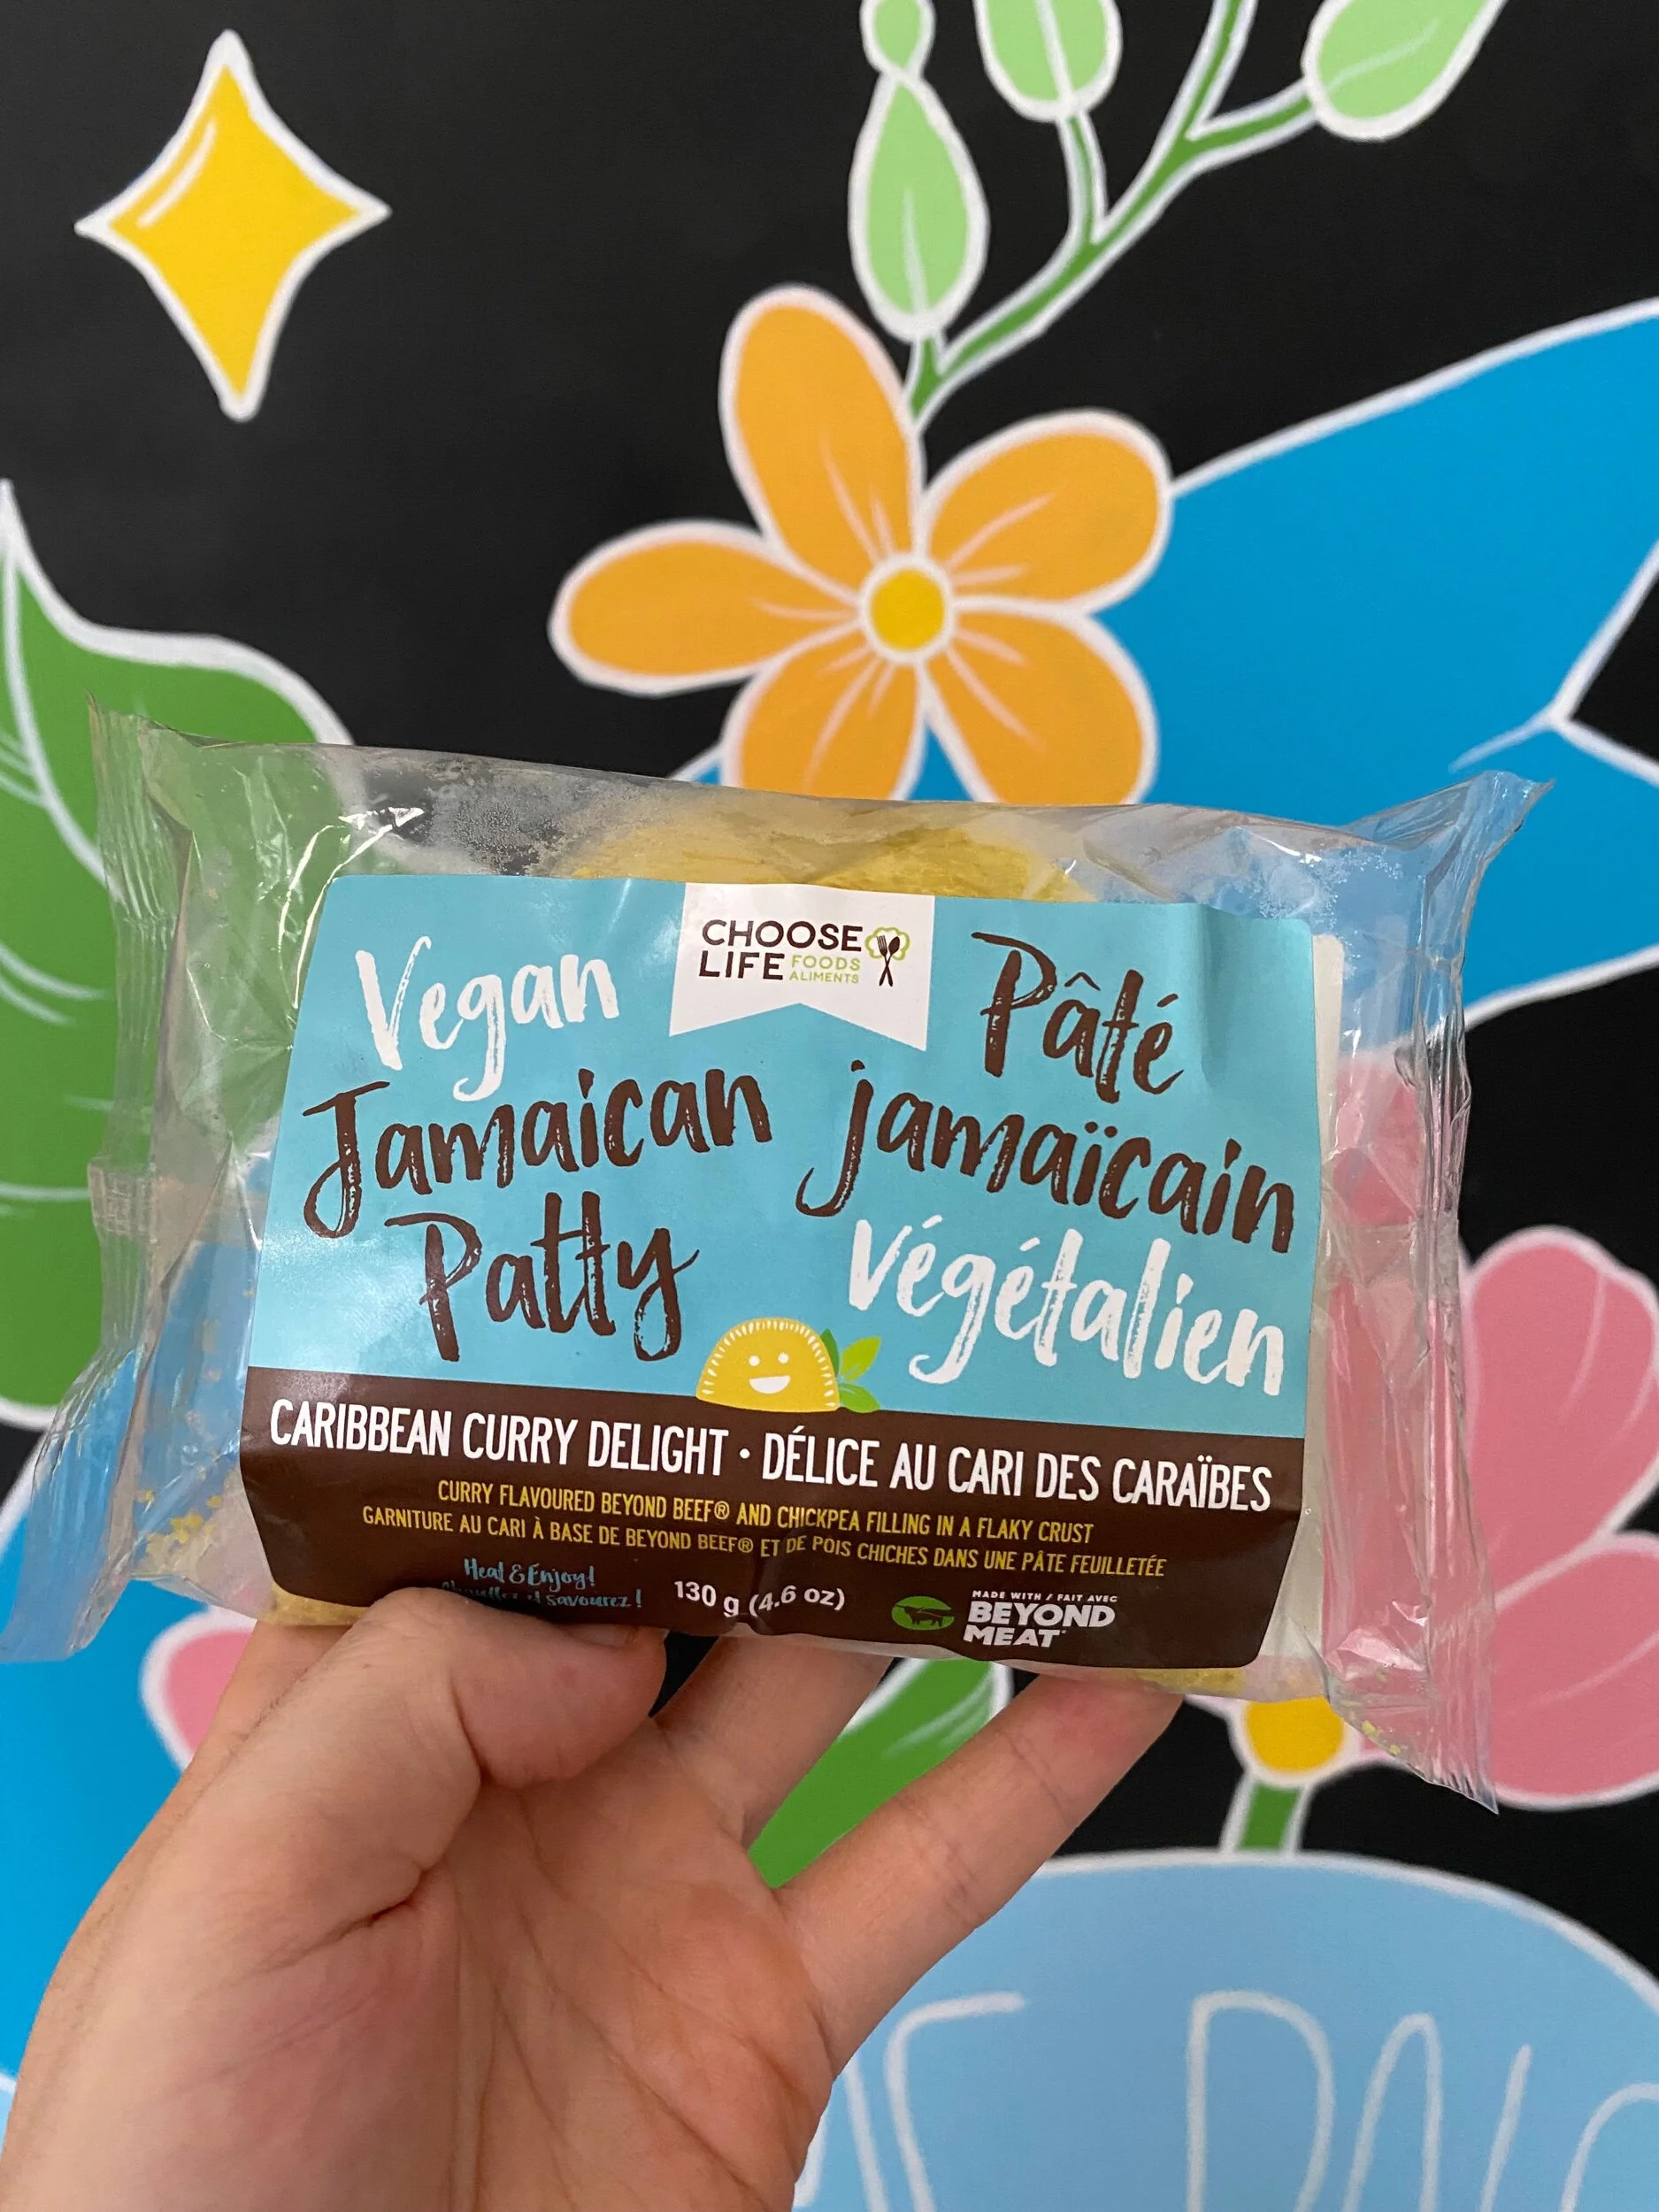 CHOOSE
LIFE FOODS
ALIMENTS
Vegan
Jamaican
Patty
Pâté
jamaïcain
Végétalien
CARIBBEAN CURRY DELIGHT · DÉLICE AU CARI DES CARAÏBES
CURRY FLAVOURED BEYOND BEEF® AND CHICKPEA FILLING IN A FLAKY CRUST
GARNITURE AU CARI À BASE DE BEYOND BEEF® ET DE POIS CHICHES DANS UNE PÂTE FEUILLETÉE
Heat & Enjoy!
et savourez!
130 g (4.6 oz)
MADE WITH / FAIT AVEC
BEYOND
MEAT